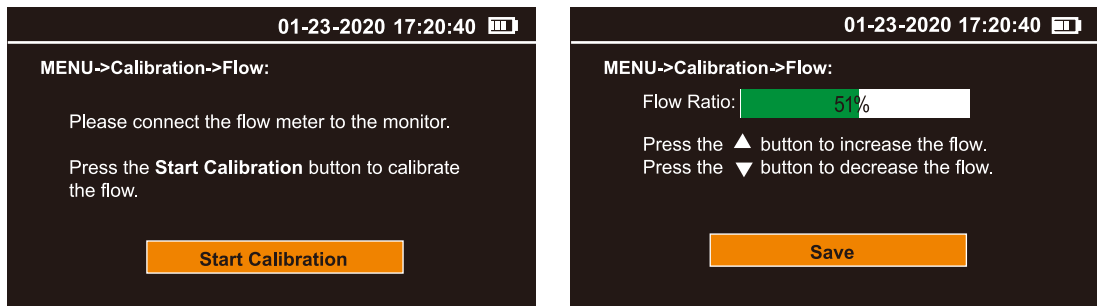 01-23-2020 17:20:40
MENU->Calibration->Flow:
Please connect the flow meter to the monitor.
Press the Start Calibration button to calibrate
the flow.
Start Calibration
01-23-2020 17:20:40
MENU->Calibration->Flow:
Flow Ratio: 51%
Press the ▲ button to increase the flow.
Press the ▼ button to decrease the flow.
Save